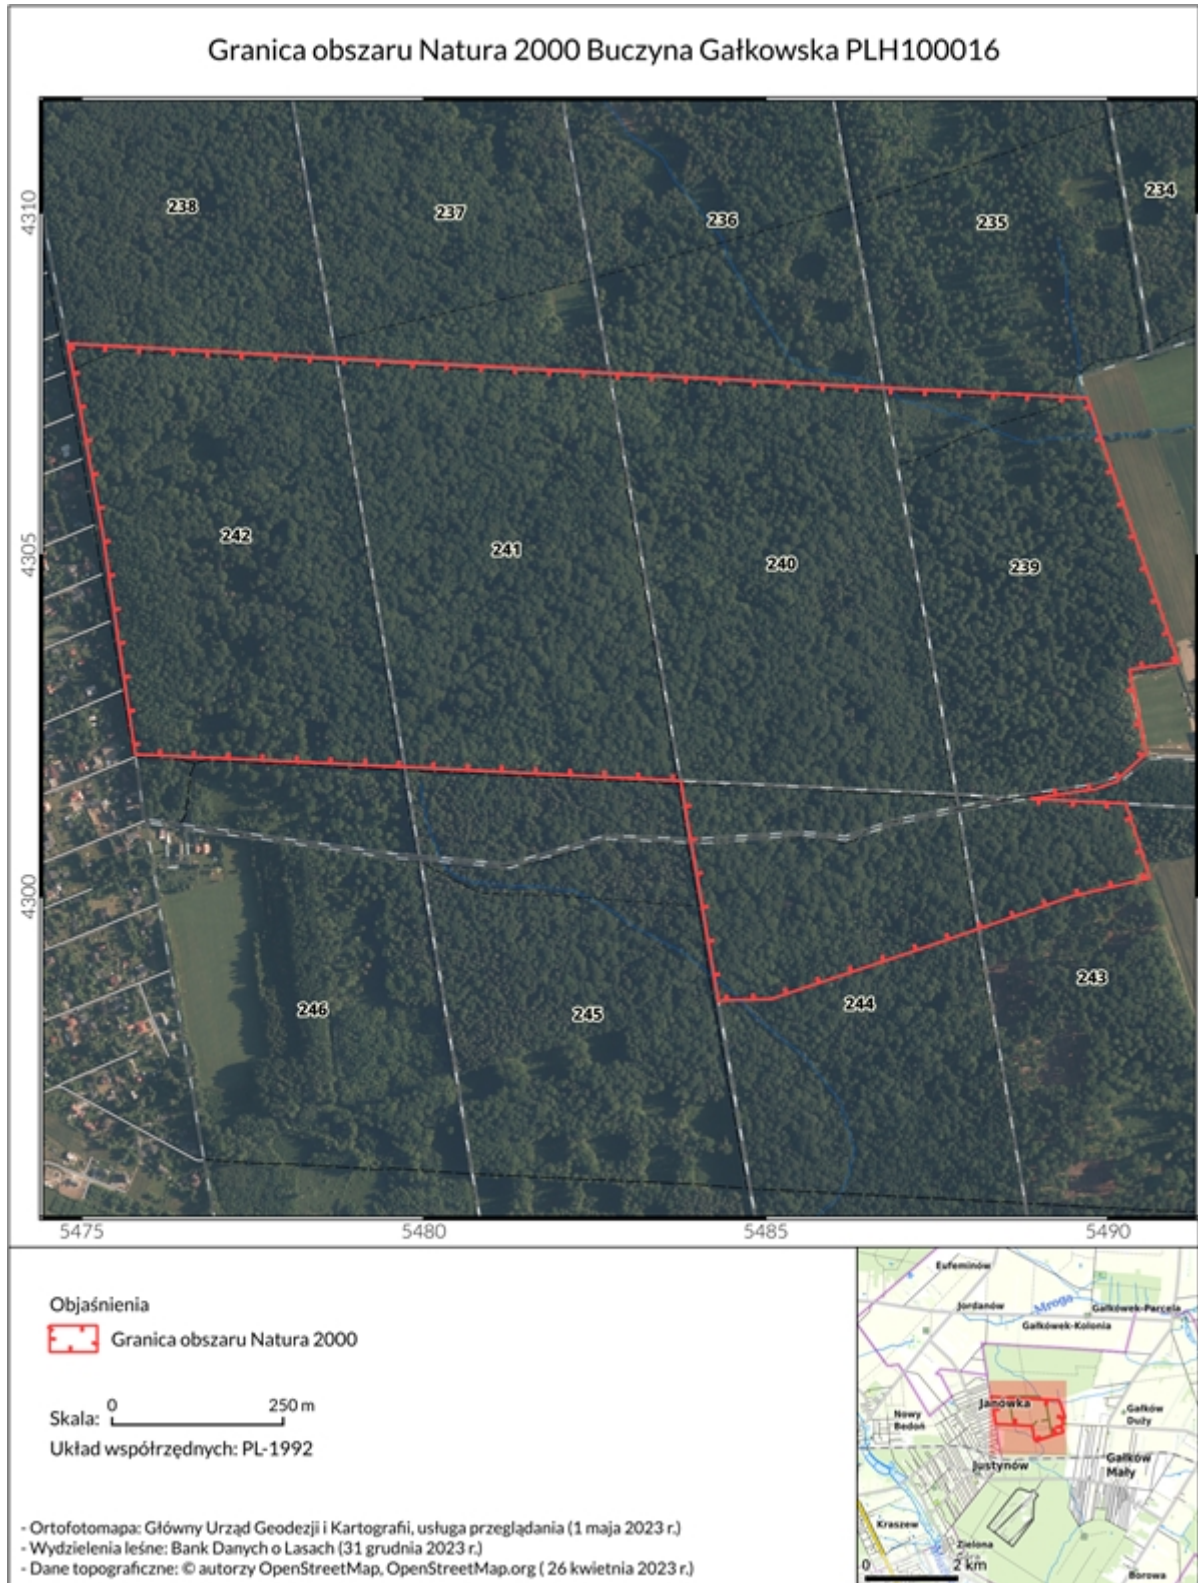 Granica obszaru Natura 2000 Buczyna Gałkowska PLH100016
238
237
236
235
234
4310
242
241
240
239
4305
4300
246
245
244
243
5475
5480
5485
5490
Objaśnienia
Granica obszaru Natura 2000
Skala:
0
250 m
Układ współrzędnych: PL-1992
- Ortofotomapa: Główny Urząd Geodezji i Kartografii, usługa przeglądania (1 maja 2023 r.)
- Wydzielenia leśne: Bank Danych o Lasach (31 grudnia 2023 r.)
- Dane topograficzne: © autorzy OpenStreetMap, OpenStreetMap.org ( 26 kwietnia 2023 r.)
Eufeminów
Jordanów
Mroga
Gałkówek-Parcela
Gałkówek-Kolonia
Janówka
Nowy
Bedoń
Gałków
Duży
Justynów
Gałków
Mały
Kraszew
Zielona
Góra
Borowa
0
2 km